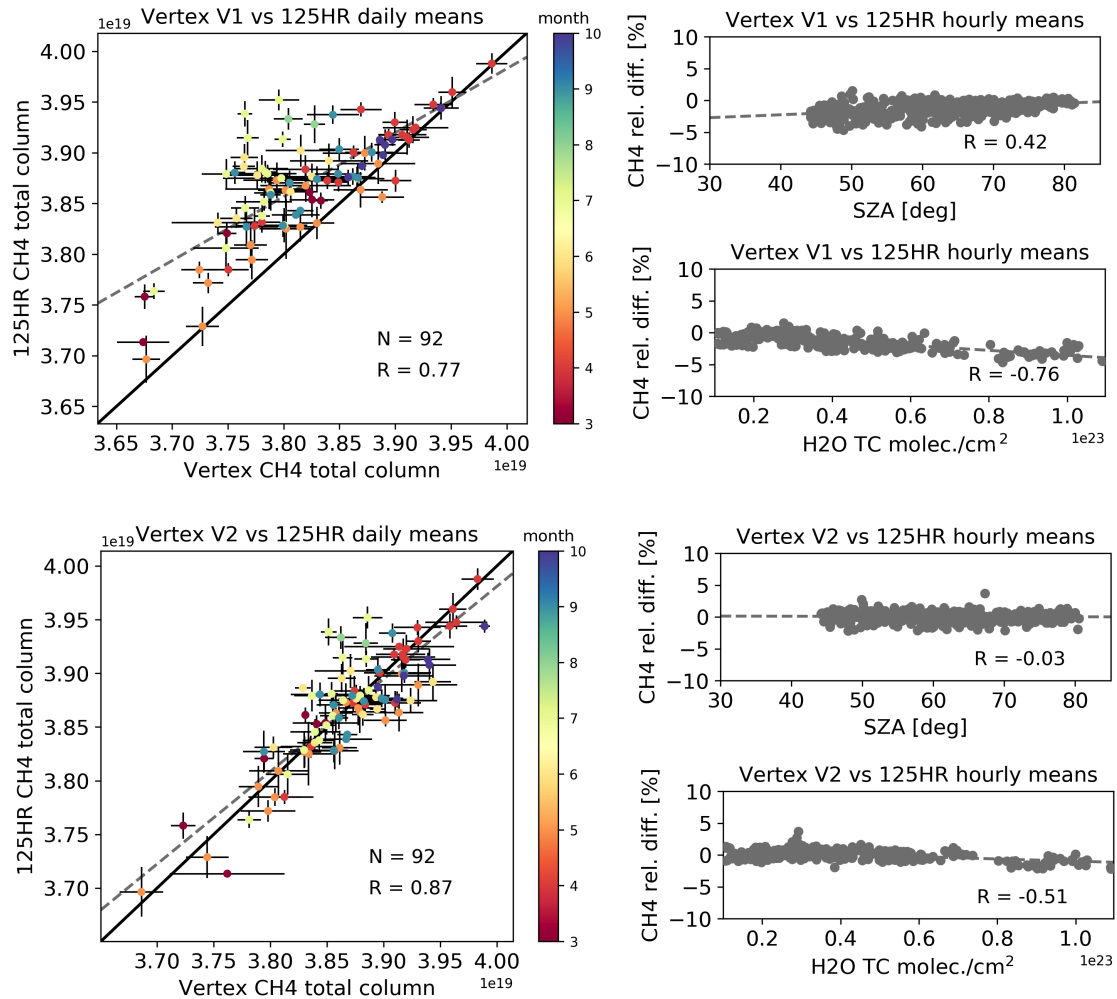 Vertex V1 vs 125HR daily means
1e19
month
4.00
3.95
3.90
3.85
3.80
3.75
3.70
3.65
125HR CH4 total column
N = 92
R = 0.77
3.65 3.70 3.75 3.80 3.85 3.90 3.95 4.00
1e19
Vertex CH4 total column
10
9
8
7
6
5
4
3
Vertex V1 vs 125HR hourly means
CH4 rel. diff. [%]
10
5
0
−5
−10
R = 0.42
30 40 50 60 70 80
SZA [deg]
Vertex V1 vs 125HR hourly means
CH4 rel. diff. [%]
10
5
0
−5
−10
R = -0.76
0.2 0.4 0.6 0.8 1.0
H2O TC molec./cm²
1e23
Vertex V2 vs 125HR daily means
1e19
month
4.00
3.95
3.90
3.85
3.80
3.75
3.70
125HR CH4 total column
N = 92
R = 0.87
3.70 3.75 3.80 3.85 3.90 3.95 4.00
1e19
Vertex CH4 total column
10
9
8
7
6
5
4
3
Vertex V2 vs 125HR hourly means
CH4 rel. diff. [%]
10
5
0
−5
−10
R = -0.03
30 40 50 60 70 80
SZA [deg]
Vertex V2 vs 125HR hourly means
CH4 rel. diff. [%]
10
5
0
−5
−10
R = -0.51
0.2 0.4 0.6 0.8 1.0
H2O TC molec./cm²
1e23